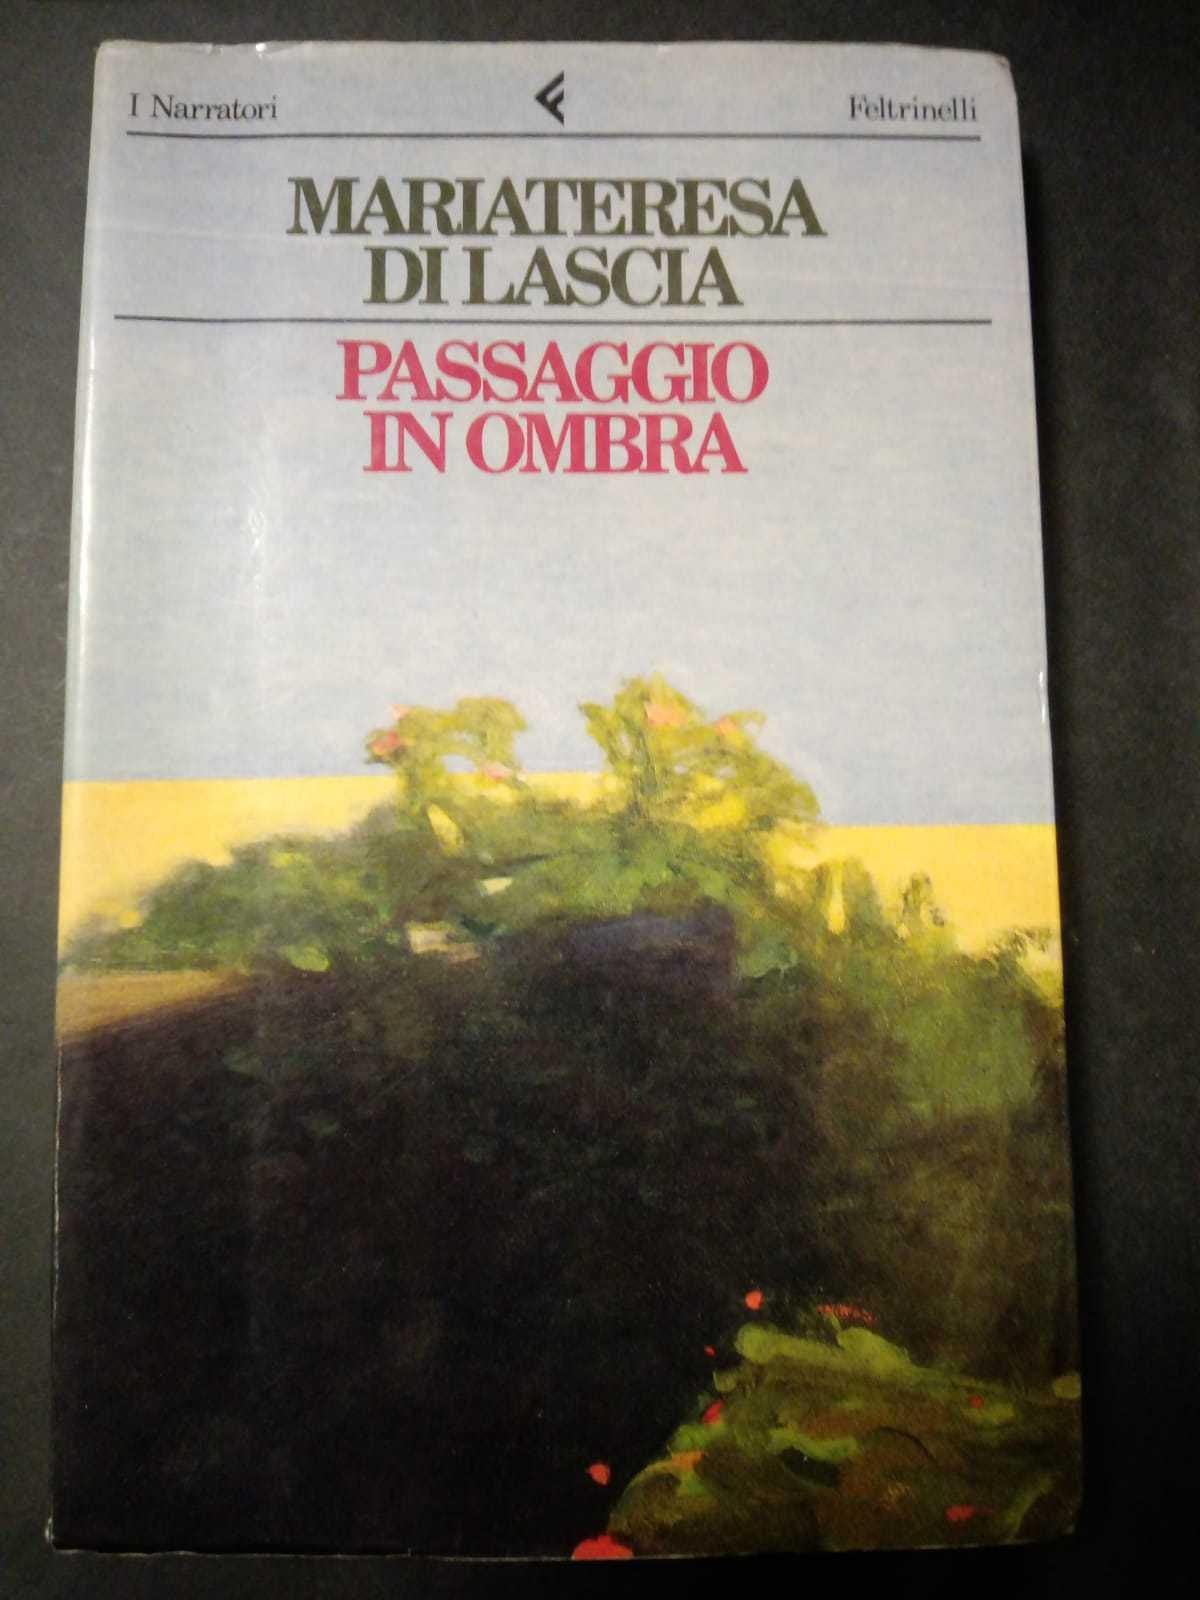 I Narratori
Feltrinelli
MARIATERESA
DI LASCIA
PASSAGGIO
IN OMBRA